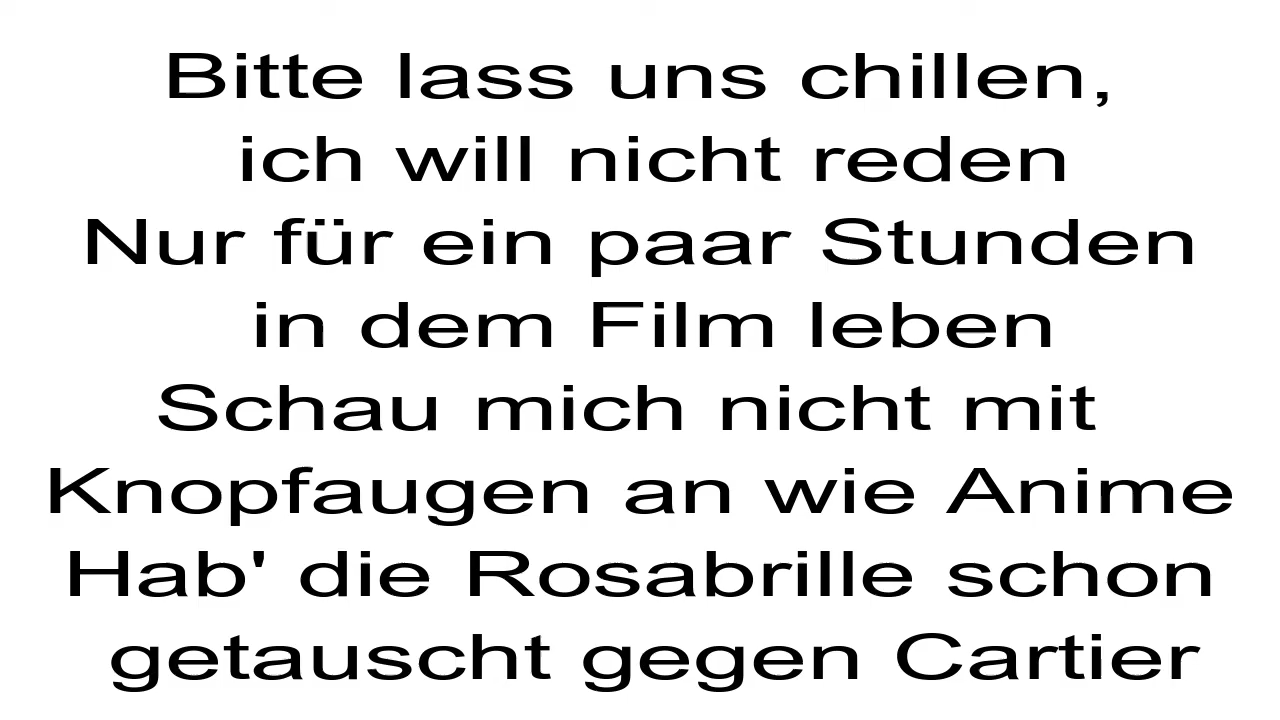 Bitte lass uns chillen,
ich will nicht reden
Nur für ein paar Stunden
in dem Film leben
Schau mich nicht mit
Knopfaugen an wie Anime
Hab' die Rosabrille schon
getauscht gegen Cartier